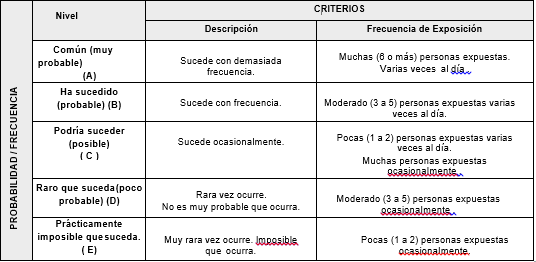 PROBABILIDAD / FRECUENCIA
Nivel
CRITERIOS
Descripción
Frecuencia de Exposición
Común (muy
probable)
(A)
Sucede con demasiada
frecuencia.
Muchas (6 o más) personas expuestas.
Varias veces al día.
Ha sucedido
(probable) (B)
Sucede con frecuencia.
Moderado (3 a 5) personas expuestas varias
veces al día.
Podría suceder
(posible)
( C )
Sucede ocasionalmente.
Pocas (1 a 2) personas expuestas varias
veces al día.
Muchas personas expuestas
ocasionalmente.
Raro que suceda(poco
probable) (D)
Rara vez ocurre.
No es muy probable que ocurra.
Moderado (3 a 5) personas expuestas
ocasionalmente.
Prácticamente
imposible que suceda.
( E )
Muy rara vez ocurre. Imposible
que ocurra.
Pocas (1 a 2) personas expuestas
ocasionalmente.